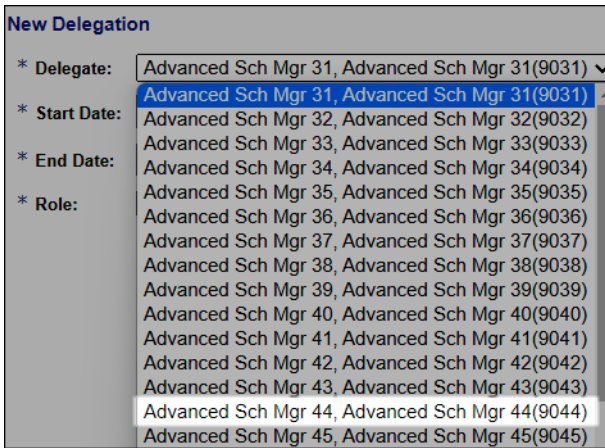 New Delegation
* Delegate: Advanced Sch Mgr 31, Advanced Sch Mgr 31(9031)
Advanced Sch Mgr 31, Advanced Sch Mgr 31(9031)
* Start Date:
Advanced Sch Mgr 32, Advanced Sch Mgr 32(9032)
Advanced Sch Mgr 33, Advanced Sch Mgr 33(9033)
* End Date:
Advanced Sch Mgr 34, Advanced Sch Mgr 34(9034)
Advanced Sch Mgr 35, Advanced Sch Mgr 35(9035)
* Role:
Advanced Sch Mgr 36, Advanced Sch Mgr 36(9036)
Advanced Sch Mgr 37, Advanced Sch Mgr 37(9037)
Advanced Sch Mgr 38, Advanced Sch Mgr 38(9038)
Advanced Sch Mgr 39, Advanced Sch Mgr 39(9039)
Advanced Sch Mgr 40, Advanced Sch Mgr 40(9040)
Advanced Sch Mgr 41, Advanced Sch Mgr 41(9041)
Advanced Sch Mgr 42, Advanced Sch Mgr 42(9042)
Advanced Sch Mgr 43, Advanced Sch Mgr 43(9043)
Advanced Sch Mgr 44, Advanced Sch Mgr 44(9044)
Advanced Sch Mgr 45, Advanced Sch Mgr 45(9045)